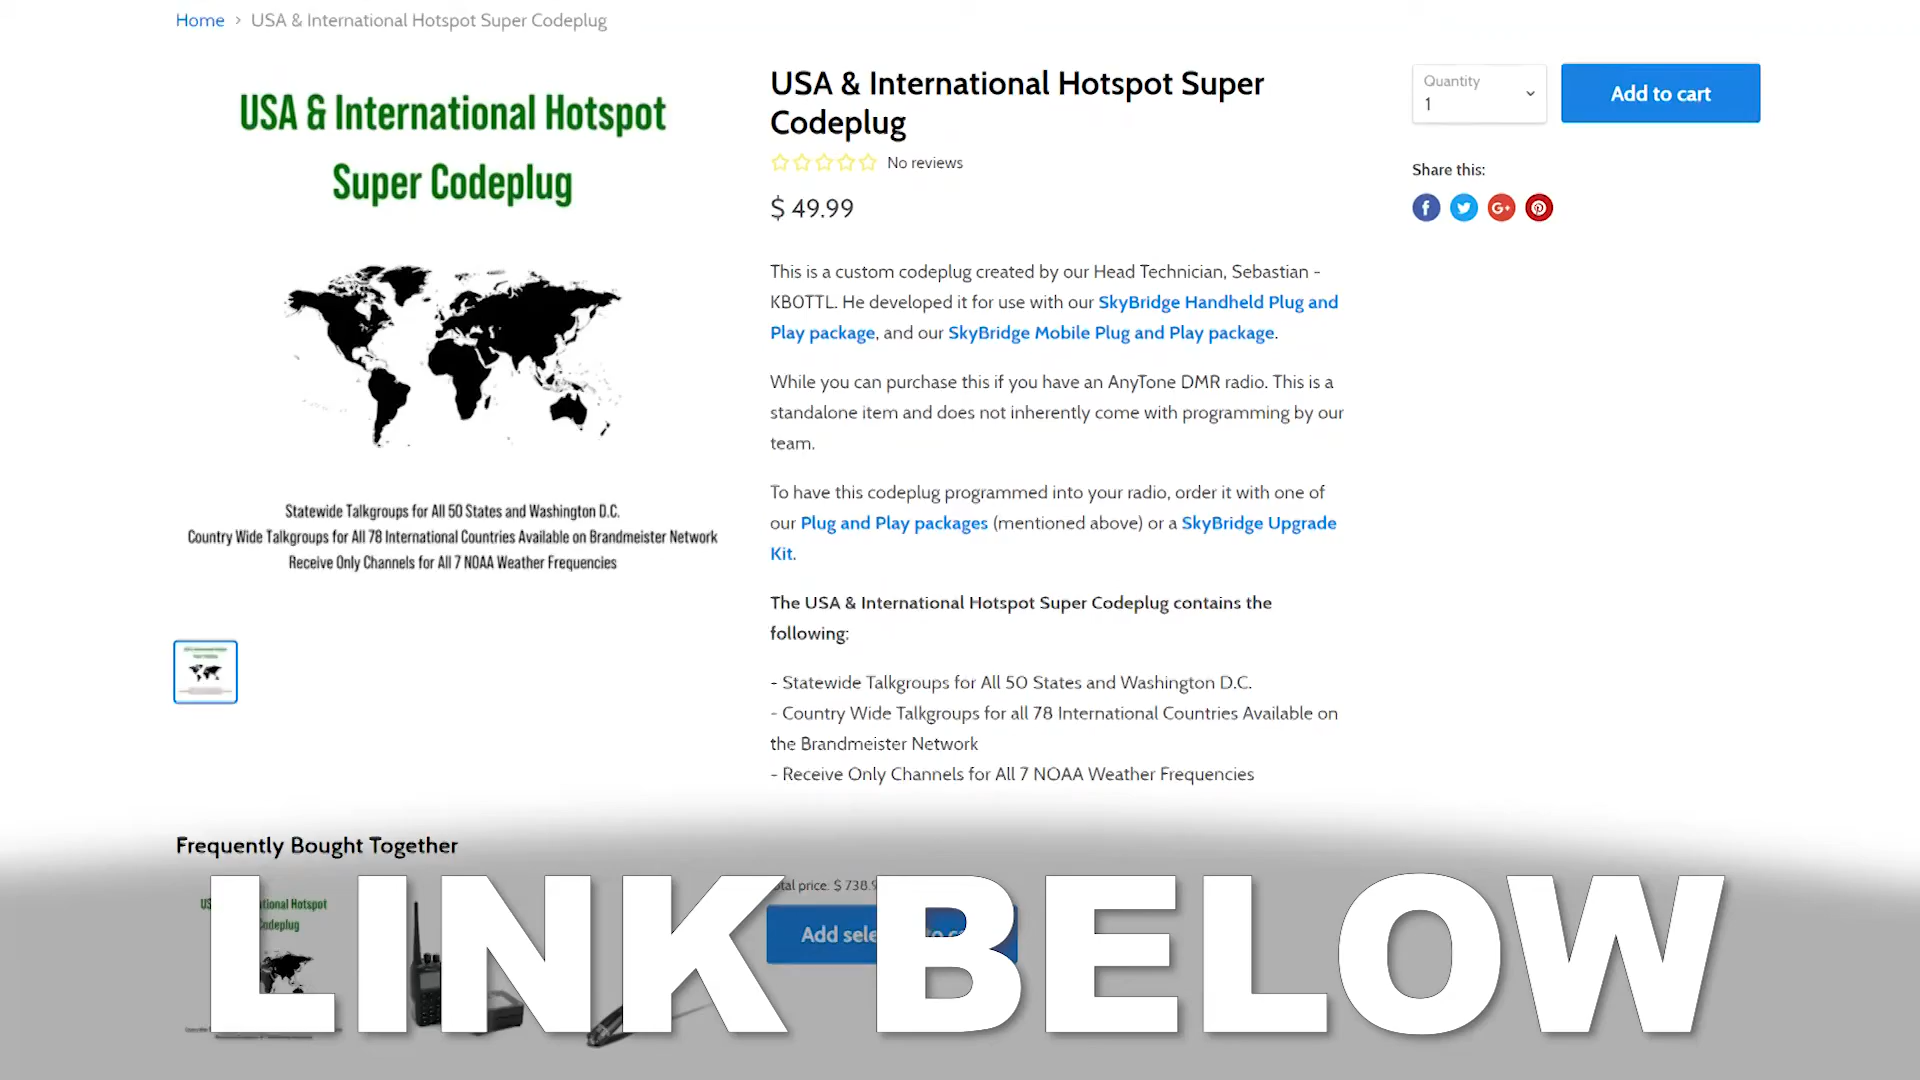 Home › USA & International Hotspot Super Codeplug
USA & International Hotspot
Super Codeplug
Statewide Talkgroups for All 50 States and Washington D.C.
Country Wide Talkgroups for All 78 International Countries Available on Brandmeister Network
Receive Only Channels for All 7 NOAA Weather Frequencies
USA & International Hotspot Super
Codeplug
No reviews
$ 49.99
This is a custom codeplug created by our Head Technician, Sebastian -
KB0TTL. He developed it for use with our SkyBridge Handheld Plug and
Play package, and our SkyBridge Mobile Plug and Play package.
While you can purchase this if you have an AnyTone DMR radio. This is a
standalone item and does not inherently come with programming by our
team.
To have this codeplug programmed into your radio, order it with one of
our Plug and Play packages (mentioned above) or a SkyBridge Upgrade
Kit.
The USA & International Hotspot Super Codeplug contains the
following:
- Statewide Talkgroups for All 50 States and Washington D.C.
- Country Wide Talkgroups for all 78 International Countries Available on
the Brandmeister Network
- Receive Only Channels for All 7 NOAA Weather Frequencies
Quantity
1
Add to cart
Share this:
Frequently Bought Together
price: $ 738.9
Hotspot
Codeplug
Add
LINK BELOW